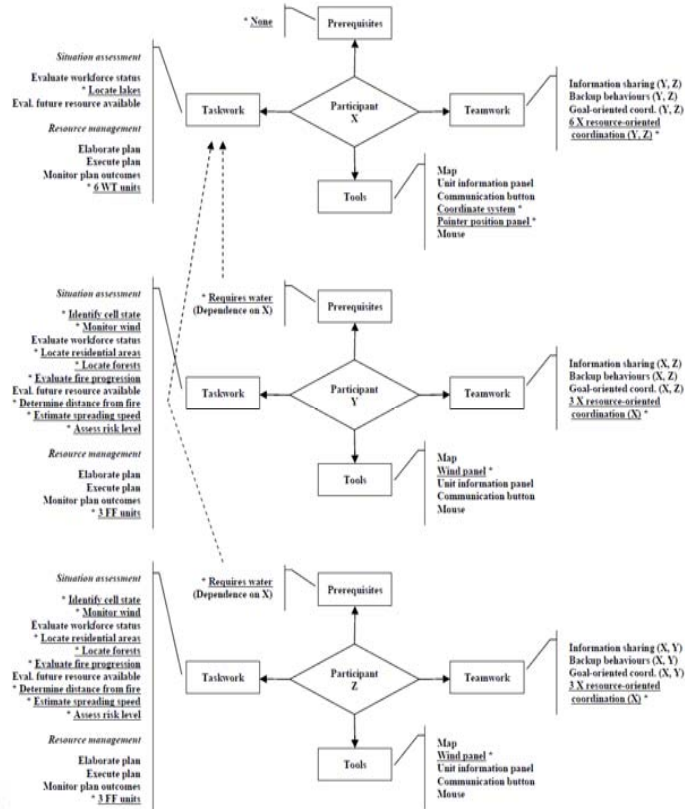 * None
Prerequisites
Situation assessment
Evaluate workforce status
* Locate lakes
Eval. future resource available
Resource management
Elaborate plan
Execute plan
Monitor plan outcomes
* 6 WT units
Taskwork
Participant
X
Teamwork
Information sharing (Y, Z)
Backup behaviours (Y, Z)
Goal-oriented coord. (Y, Z)
6 X resource-oriented
coordination (Y, Z) *
Tools
Map
Unit information panel
Communication button
Coordinate system *
Pointer position panel *
Mouse
* Requires water
(Dependence on X)
Prerequisites
Situation assessment
* Identify cell state
* Monitor wind
Evaluate workforce status
* Locate residential areas
* Locate forests
* Evaluate fire progression
Eval. future resource available
* Determine distance from fire
* Estimate spreading speed
* Assess risk level
Resource management
Elaborate plan
Execute plan
Monitor plan outcomes
* 3 FF units
Taskwork
Participant
Y
Teamwork
Information sharing (X, Z)
Backup behaviours (X, Z)
Goal-oriented coord. (X, Z)
3 X resource-oriented
coordination (X) *
Tools
Map
Wind panel *
Unit information panel
Communication button
Mouse
* Requires water
(Dependence on X)
Prerequisites
Situation assessment
* Identify cell state
* Monitor wind
Evaluate workforce status
* Locate residential areas
* Locate forests
* Evaluate fire progression
Eval. future resource available
* Determine distance from fire
* Estimate spreading speed
* Assess risk level
Resource management
Elaborate plan
Execute plan
Monitor plan outcomes
* 3 FF units
Taskwork
Participant
Z
Teamwork
Information sharing (X, Y)
Backup behaviours (X, Y)
Goal-oriented coord. (X, Y)
3 X resource-oriented
coordination (X) *
Tools
Map
Wind panel *
Unit information panel
Communication button
Mouse